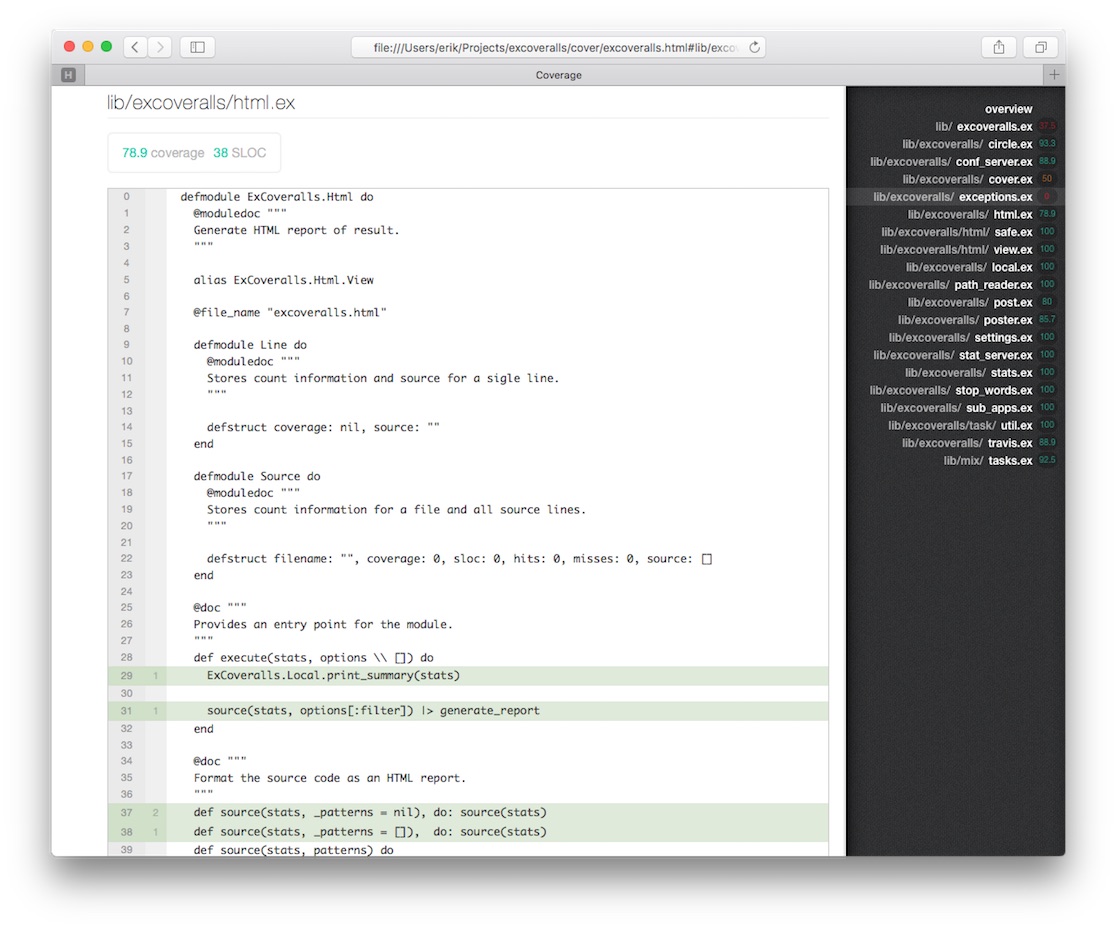 file:///Users/erik/Projects/excoveralls/cover/excoveralls.html#lib/exco
H
Coverage
lib/excoveralls/html.ex
78.9 coverage 38 SLOC
0 defmodule ExCoveralls.Html do
1 @moduledoc """
2 Generate HTML report of result.
3 """
4
5 alias ExCoveralls.Html.View
6
7 @file_name "excoveralls.html"
8
9 defmodule Line do
10 @moduledoc """
11 Stores count information and source for a sigle line.
12 """
13
14 defstruct coverage: nil, source: ""
15 end
16
17 defmodule Source do
18 @moduledoc """
19 Stores count information for a file and all source lines.
20 """
21
22 defstruct filename: "", coverage: 0, sloc: 0, hits: 0, misses: 0, source: []
23 end
24
25 @doc """
26 Provides an entry point for the module.
27 """
28 def execute(stats, options \\ []) do
29 1 ExCoveralls.Local.print_summary(stats)
30
31 1 source(stats, options[:filter]) |> generate_report
32 end
33
34 @doc """
35 Format the source code as an HTML report.
36 """
37 2 def source(stats, _patterns = nil), do: source(stats)
38 1 def source(stats, _patterns = []), do: source(stats)
39 def source(stats, patterns) do
overview
lib/ excoveralls.ex 37.5
lib/excoveralls/ circle.ex 93.3
lib/excoveralls/ conf_server.ex 88.9
lib/excoveralls/ cover.ex 50
lib/excoveralls/ exceptions.ex 0
lib/excoveralls/ html.ex 78.9
lib/excoveralls/html/ safe.ex 100
lib/excoveralls/html/ view.ex 100
lib/excoveralls/ local.ex 100
lib/excoveralls/ path_reader.ex 100
lib/excoveralls/ post.ex 80
lib/excoveralls/ poster.ex 85.7
lib/excoveralls/ settings.ex 100
lib/excoveralls/ stat_server.ex 100
lib/excoveralls/ stats.ex 100
lib/excoveralls/ stop_words.ex 100
lib/excoveralls/ sub_apps.ex 100
lib/excoveralls/task/ util.ex 100
lib/excoveralls/ travis.ex 88.9
lib/mix/ tasks.ex 92.5